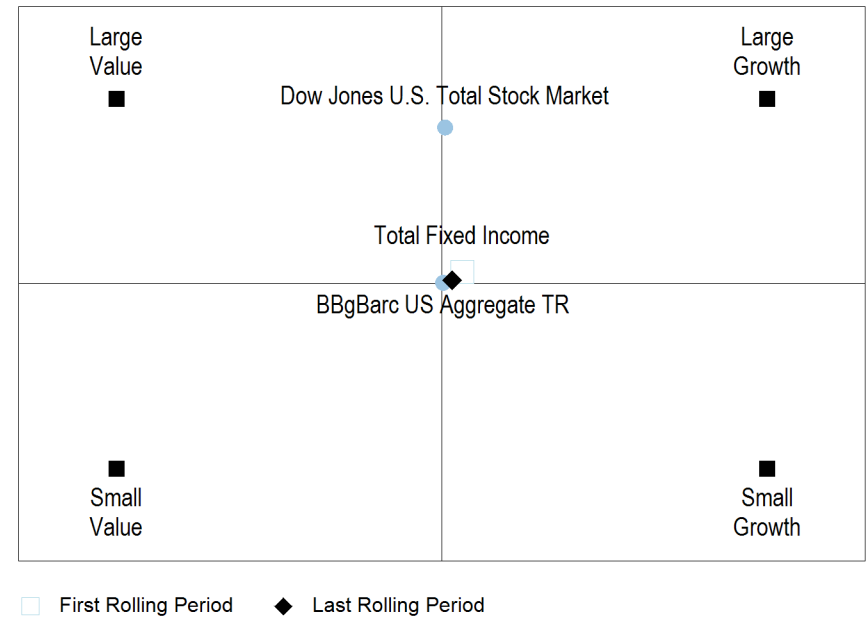 Large
Value
Large
Growth
Dow Jones U.S. Total Stock Market
Total Fixed Income
BBgBarc US Aggregate TR
Small
Value
Small
Growth
First Rolling Period
Last Rolling Period